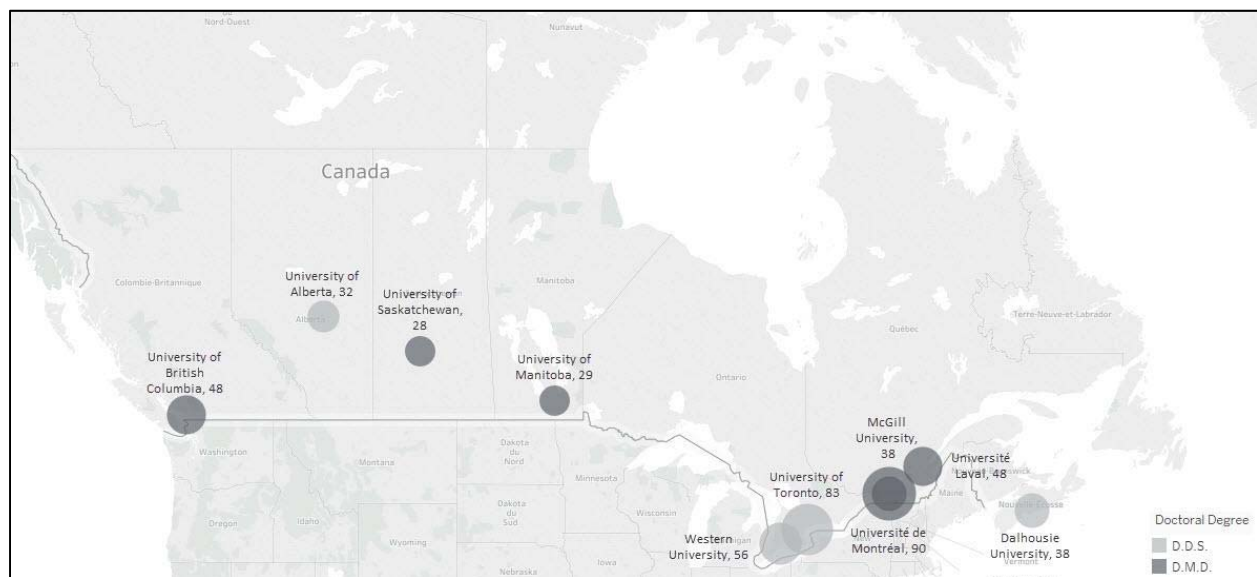 Nord-Ouest
Nunavut
Canada
University of
Alberta, 32
University of
Saskatchewan,
28
Colombie-Britannique
Alberta
Manitoba
University of
British
Columbia, 48
University of
Manitoba, 29
Terre-Neuve-et-Labrador
Québec
Ontario
McGill
University,
38
Université
Laval, 48
University of
Toronto, 83
Washington
Montana
Dakota
du Nord
Minnesota
Maine
Oregon
Idaho
Dakota
du Sud
Wisconsin
Western
University, 56
Université de
Montréal, 90
Dalhousie
University, 38
Wyoming
Nebraska
Iowa
Vermont
Doctoral Degree
D.D.S.
D.M.D.